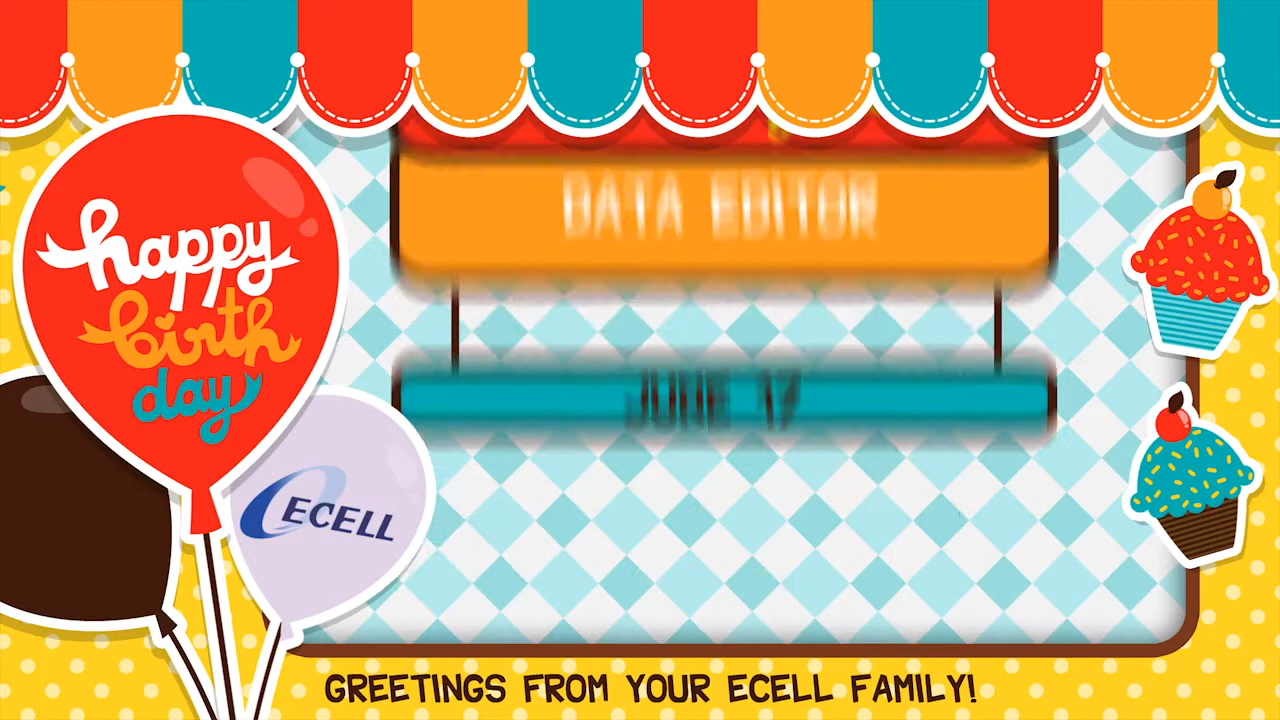 DATA EDITOR
JUNE 17
happy
birth
day
ECELL
GREETINGS FROM YOUR ECELL FAMILY!